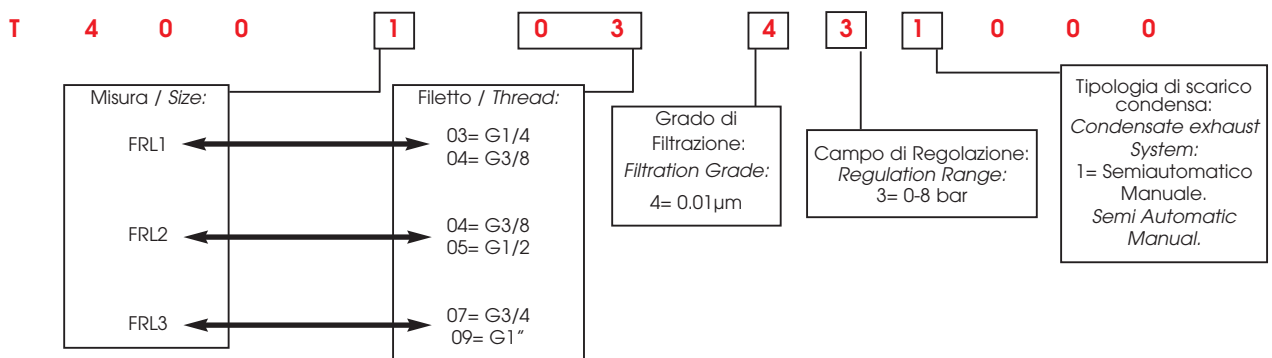 T 4 0 0 1 0 3 4 3 1 0 0 0
Misura / Size:
FRL1
FRL2
FRL3
Filetto / Thread:
03= G1/4
04= G3/8
04= G3/8
05= G1/2
07= G3/4
09= G1”
Grado di
Filtrazione:
Filtration Grade:
4= 0.01µm
Campo di Regolazione:
Regulation Range:
3= 0-8 bar
Tipologia di scarico
condensa:
Condensate exhaust
System:
1= Semiautomatico
Manuale.
Semi Automatic
Manual.